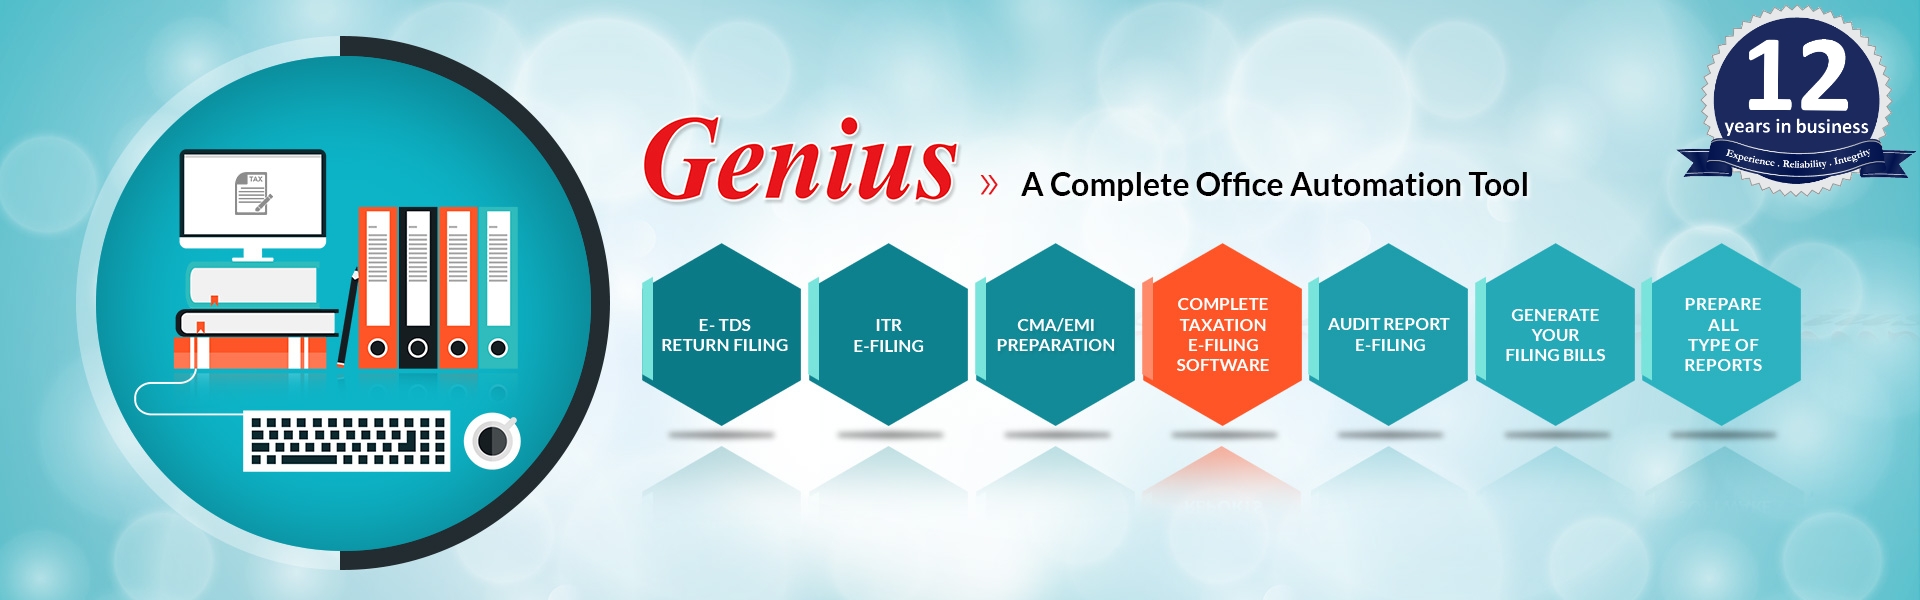 TAX
Genius » A Complete Office Automation Tool
12
years in business
Experience . Reliability . Integrity
E- TDS
RETURN FILING
ITR
E-FILING
CMA/EMI
PREPARATION
COMPLETE
TAXATION
E-FILING
SOFTWARE
AUDIT REPORT
E-FILING
GENERATE
YOUR
FILING BILLS
PREPARE
ALL
TYPE OF
REPORTS